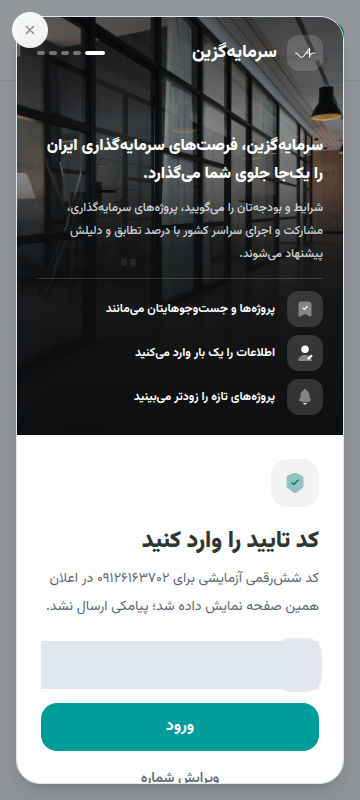 سرمایه‌گزین
سرمایه‌گزین، فرصت‌های سرمایه‌گذاری ایران
را یک‌جا جلوی شما می‌گذارد.
شرایط و بودجه‌تان را می‌گویید، پروژه‌های سرمایه‌گذاری،
مشارکت و اجرای سراسر کشور با درصد تطابق و دلیلش
پیشنهاد می‌شوند.
پروژه‌ها و جست‌وجوهایتان می‌مانند
اطلاعات را یک بار وارد می‌کنید
پروژه‌های تازه را زودتر می‌بینید
کد تایید را وارد کنید
کد شش‌رقمی آزمایشی برای ۰۹۱۲۶۱۶۳۷۰۲ در اعلان
همین صفحه نمایش داده شد؛ پیامکی ارسال نشد.
ورود
ویرایش شماره